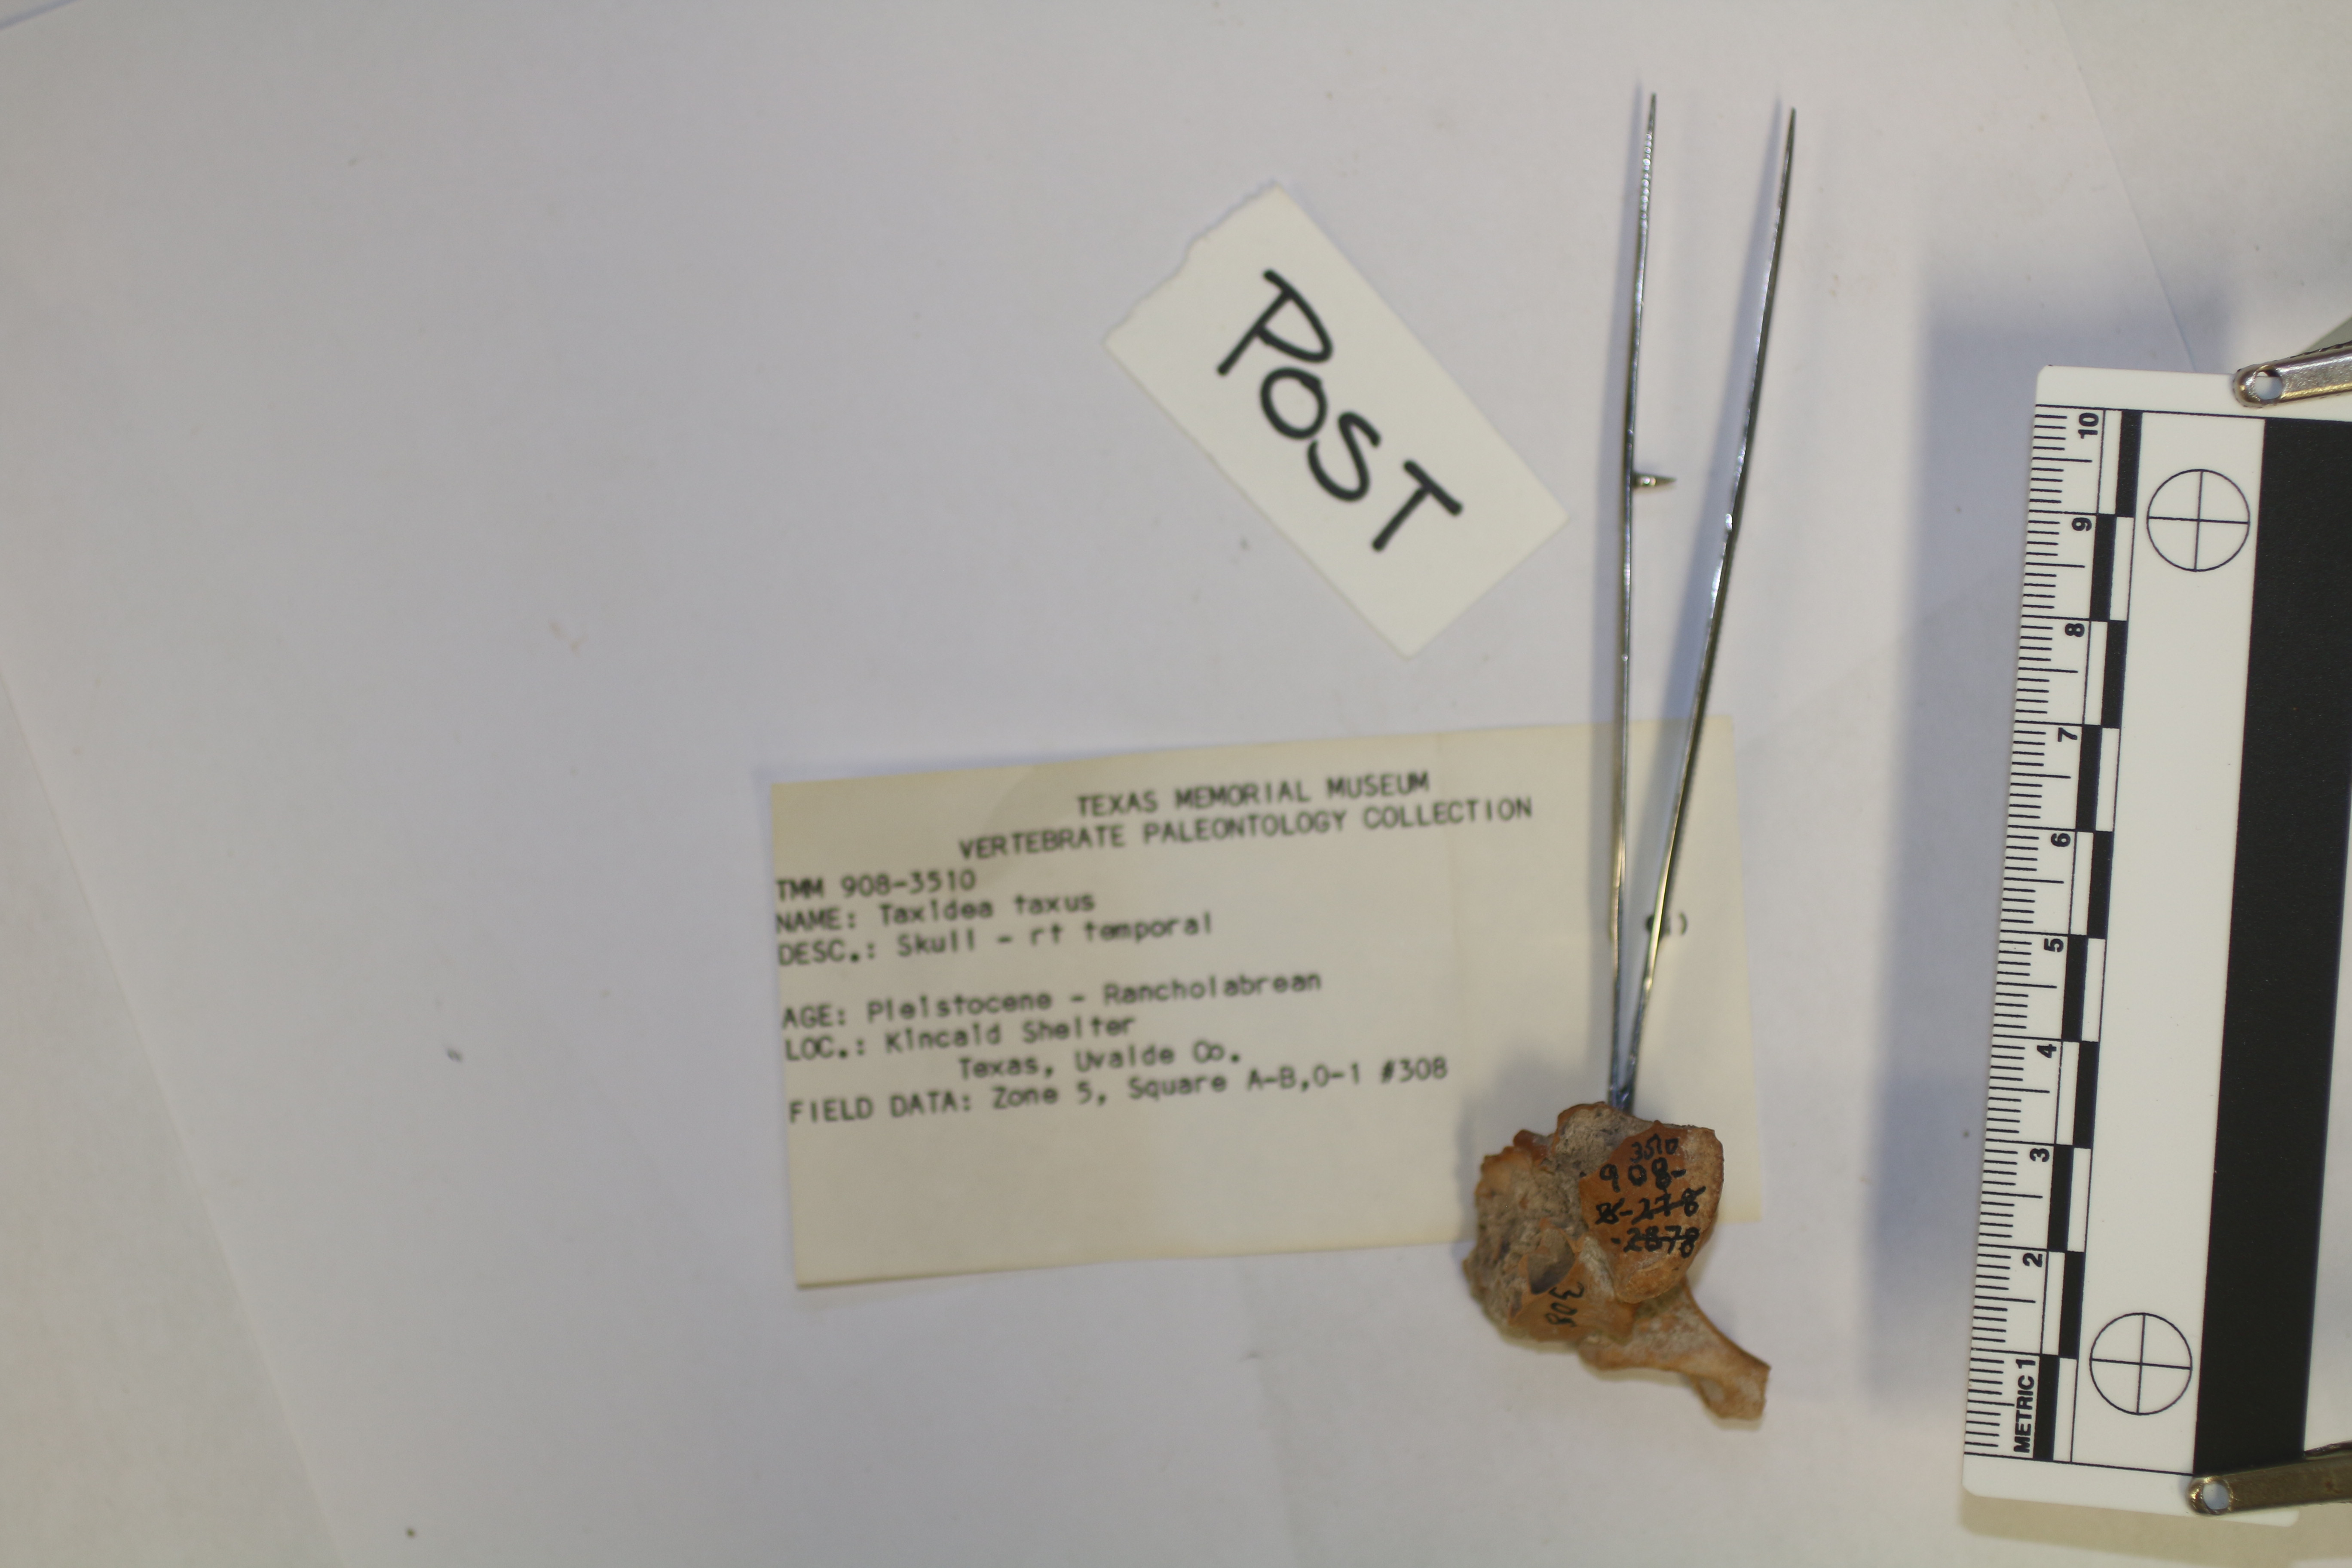 TEXAS MEMORIAL MUSEUM
VERTEBRATE PALEONTOLOGY COLLECTION
TMM 908-3510
NAME: Taxidea taxus
DESC.: Skull - rt temporal
AGE: Pleistocene - Rancholabrean
LOC.: Kincaid Shelter
Texas, Uvalde Co.
FIELD DATA: Zone 5, Square A-B,0-1 #308
POST
308
3510
908-
-2878
METRIC 1 2 3 4 5 6 7 8 9 10